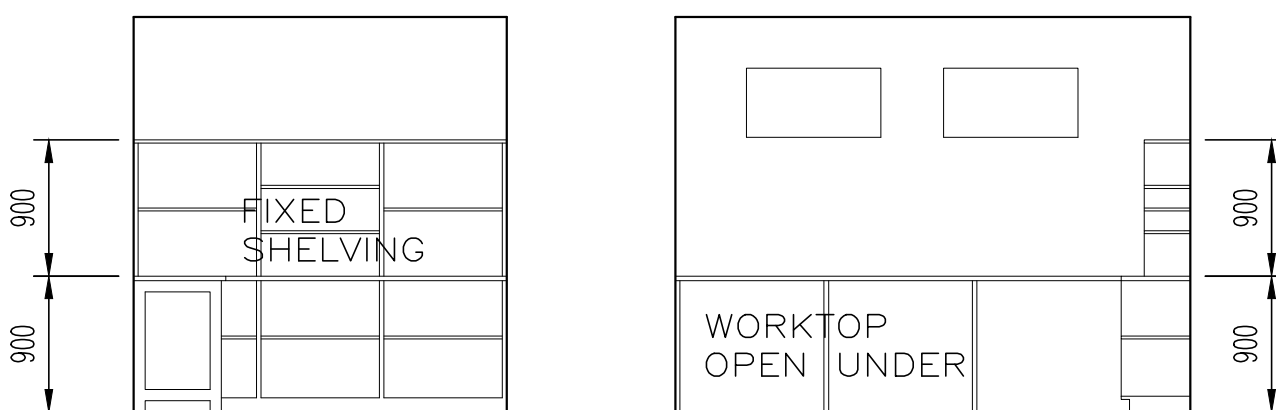 900
900
FIXED
SHELVING
WORKTOP
OPEN UNDER
900
900